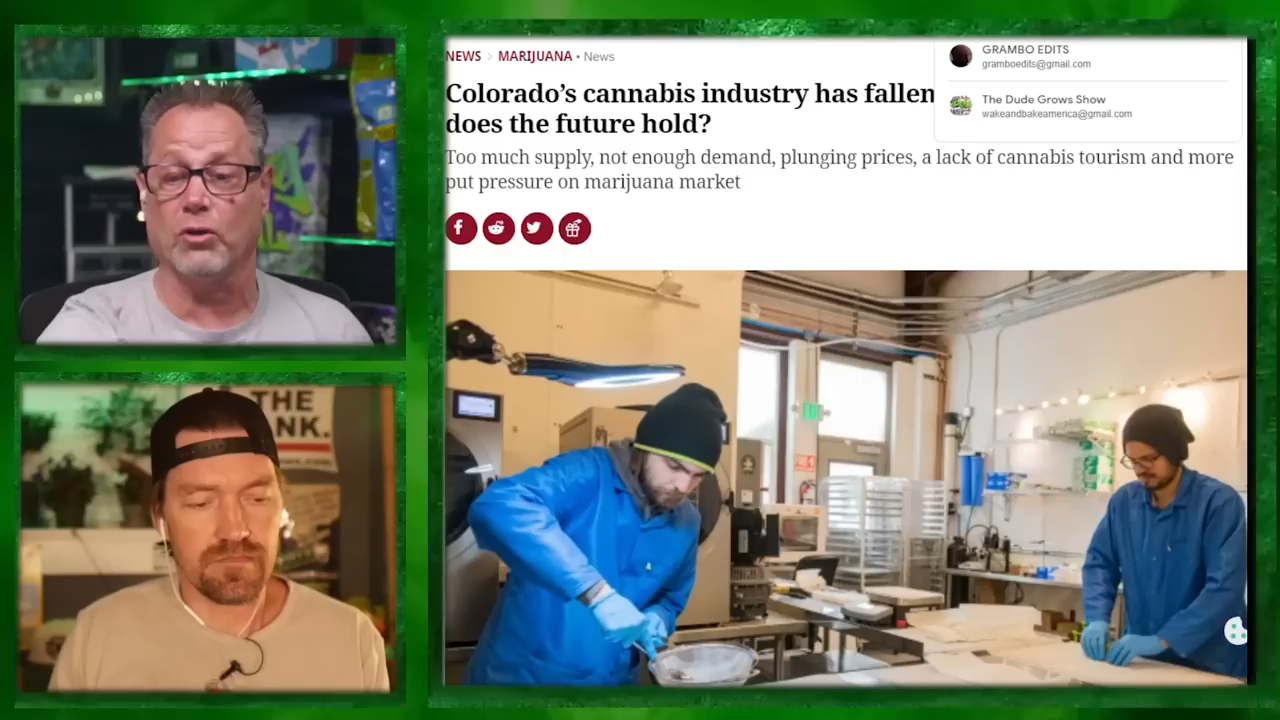 NEWS > MARIJUANA • News
Colorado’s cannabis industry has fallen
does the future hold?
Too much supply, not enough demand, plunging prices, a lack of cannabis tourism and more
put pressure on marijuana market
GRAMBO EDITS
gramboedits@gmail.com
The Dude Grows Show
wakeandbakeamerica@gmail.com
THE
NK.